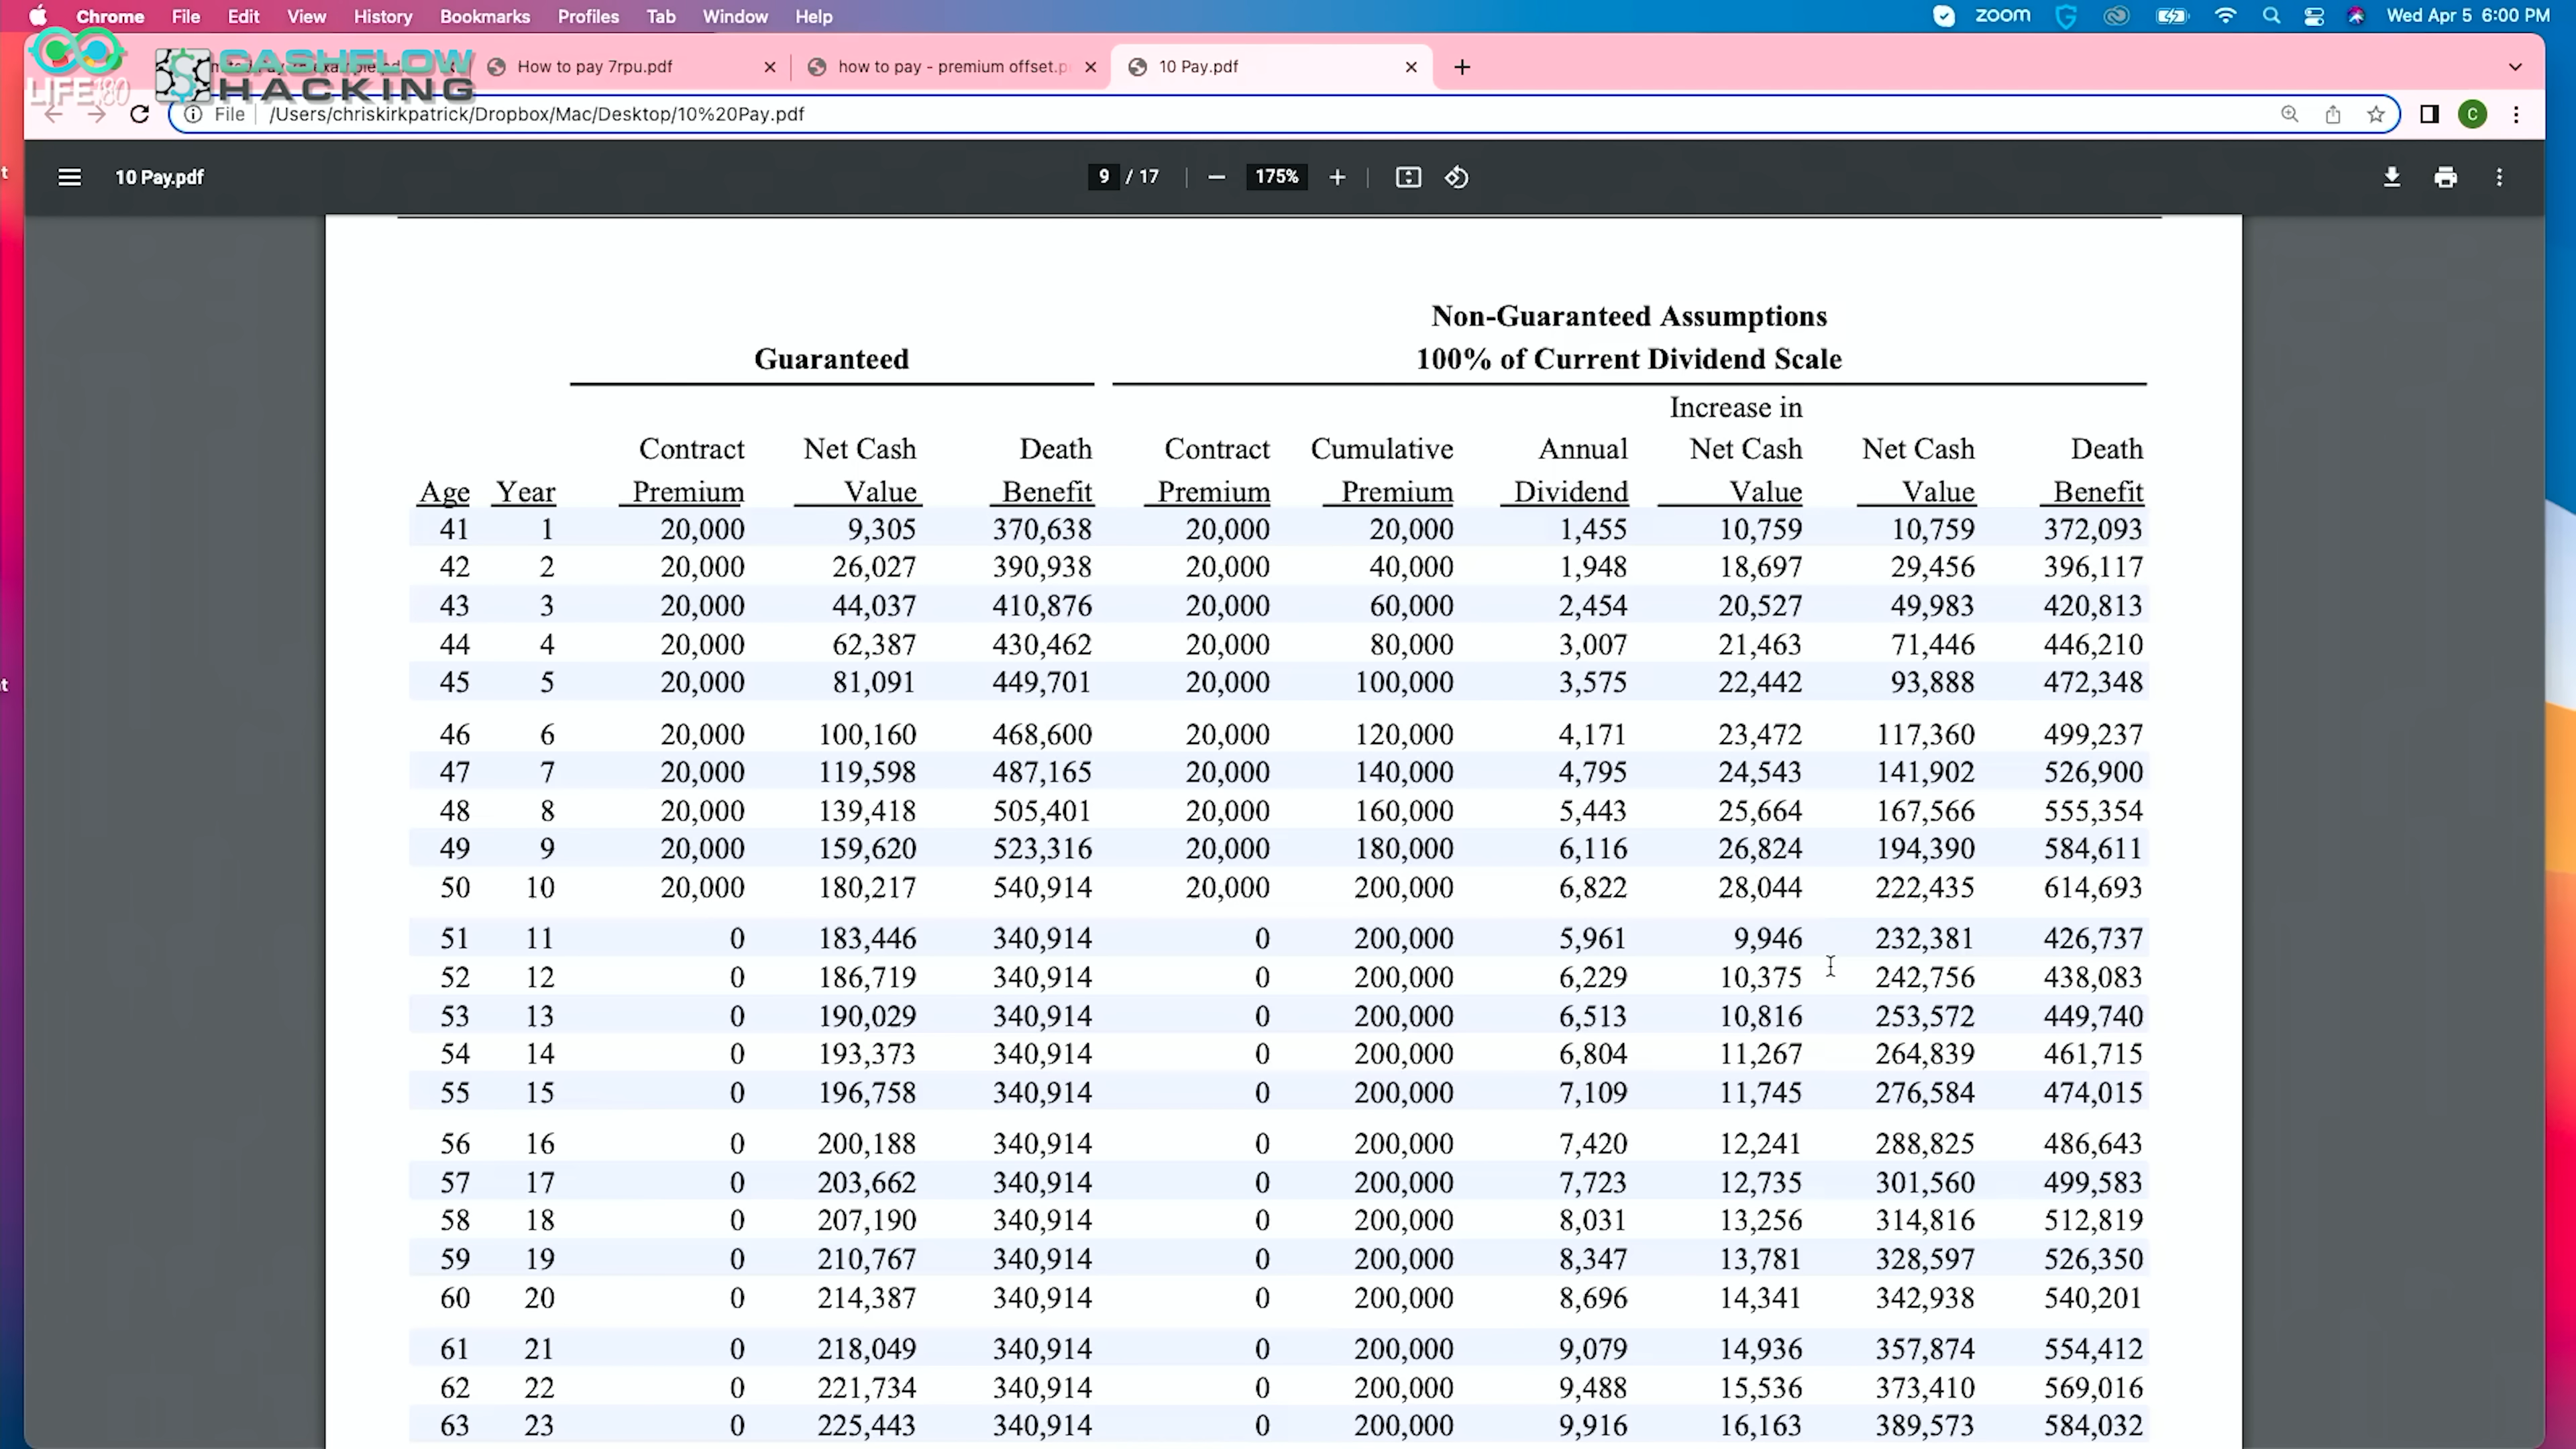 Chrome File Edit View History Bookmarks Profiles Tab Window Help zoom Wed Apr 5 6:00 PM
LIFE180 CASHFLOW HACKING
How to pay 7rpu.pdf how to pay - premium offset.p 10 Pay.pdf
File /Users/chriskirkpatrick/Dropbox/Mac/Desktop/10%20Pay.pdf C
10 Pay.pdf 9 / 17 175%
Non-Guaranteed Assumptions
Guaranteed 100% of Current Dividend Scale
Increase in
Contract Net Cash Death Contract Cumulative Annual Net Cash Net Cash Death
Age Year Premium Value Benefit Premium Premium Dividend Value Value Benefit
41 1 20,000 9,305 370,638 20,000 20,000 1,455 10,759 10,759 372,093
42 2 20,000 26,027 390,938 20,000 40,000 1,948 18,697 29,456 396,117
43 3 20,000 44,037 410,876 20,000 60,000 2,454 20,527 49,983 420,813
44 4 20,000 62,387 430,462 20,000 80,000 3,007 21,463 71,446 446,210
45 5 20,000 81,091 449,701 20,000 100,000 3,575 22,442 93,888 472,348
46 6 20,000 100,160 468,600 20,000 120,000 4,171 23,472 117,360 499,237
47 7 20,000 119,598 487,165 20,000 140,000 4,795 24,543 141,902 526,900
48 8 20,000 139,418 505,401 20,000 160,000 5,443 25,664 167,566 555,354
49 9 20,000 159,620 523,316 20,000 180,000 6,116 26,824 194,390 584,611
50 10 20,000 180,217 540,914 20,000 200,000 6,822 28,044 222,435 614,693
51 11 0 183,446 340,914 0 200,000 5,961 9,946 232,381 426,737
52 12 0 186,719 340,914 0 200,000 6,229 10,375 242,756 438,083
53 13 0 190,029 340,914 0 200,000 6,513 10,816 253,572 449,740
54 14 0 193,373 340,914 0 200,000 6,804 11,267 264,839 461,715
55 15 0 196,758 340,914 0 200,000 7,109 11,745 276,584 474,015
56 16 0 200,188 340,914 0 200,000 7,420 12,241 288,825 486,643
57 17 0 203,662 340,914 0 200,000 7,723 12,735 301,560 499,583
58 18 0 207,190 340,914 0 200,000 8,031 13,256 314,816 512,819
59 19 0 210,767 340,914 0 200,000 8,347 13,781 328,597 526,350
60 20 0 214,387 340,914 0 200,000 8,696 14,341 342,938 540,201
61 21 0 218,049 340,914 0 200,000 9,079 14,936 357,874 554,412
62 22 0 221,734 340,914 0 200,000 9,488 15,536 373,410 569,016
63 23 0 225,443 340,914 0 200,000 9,916 16,163 389,573 584,032